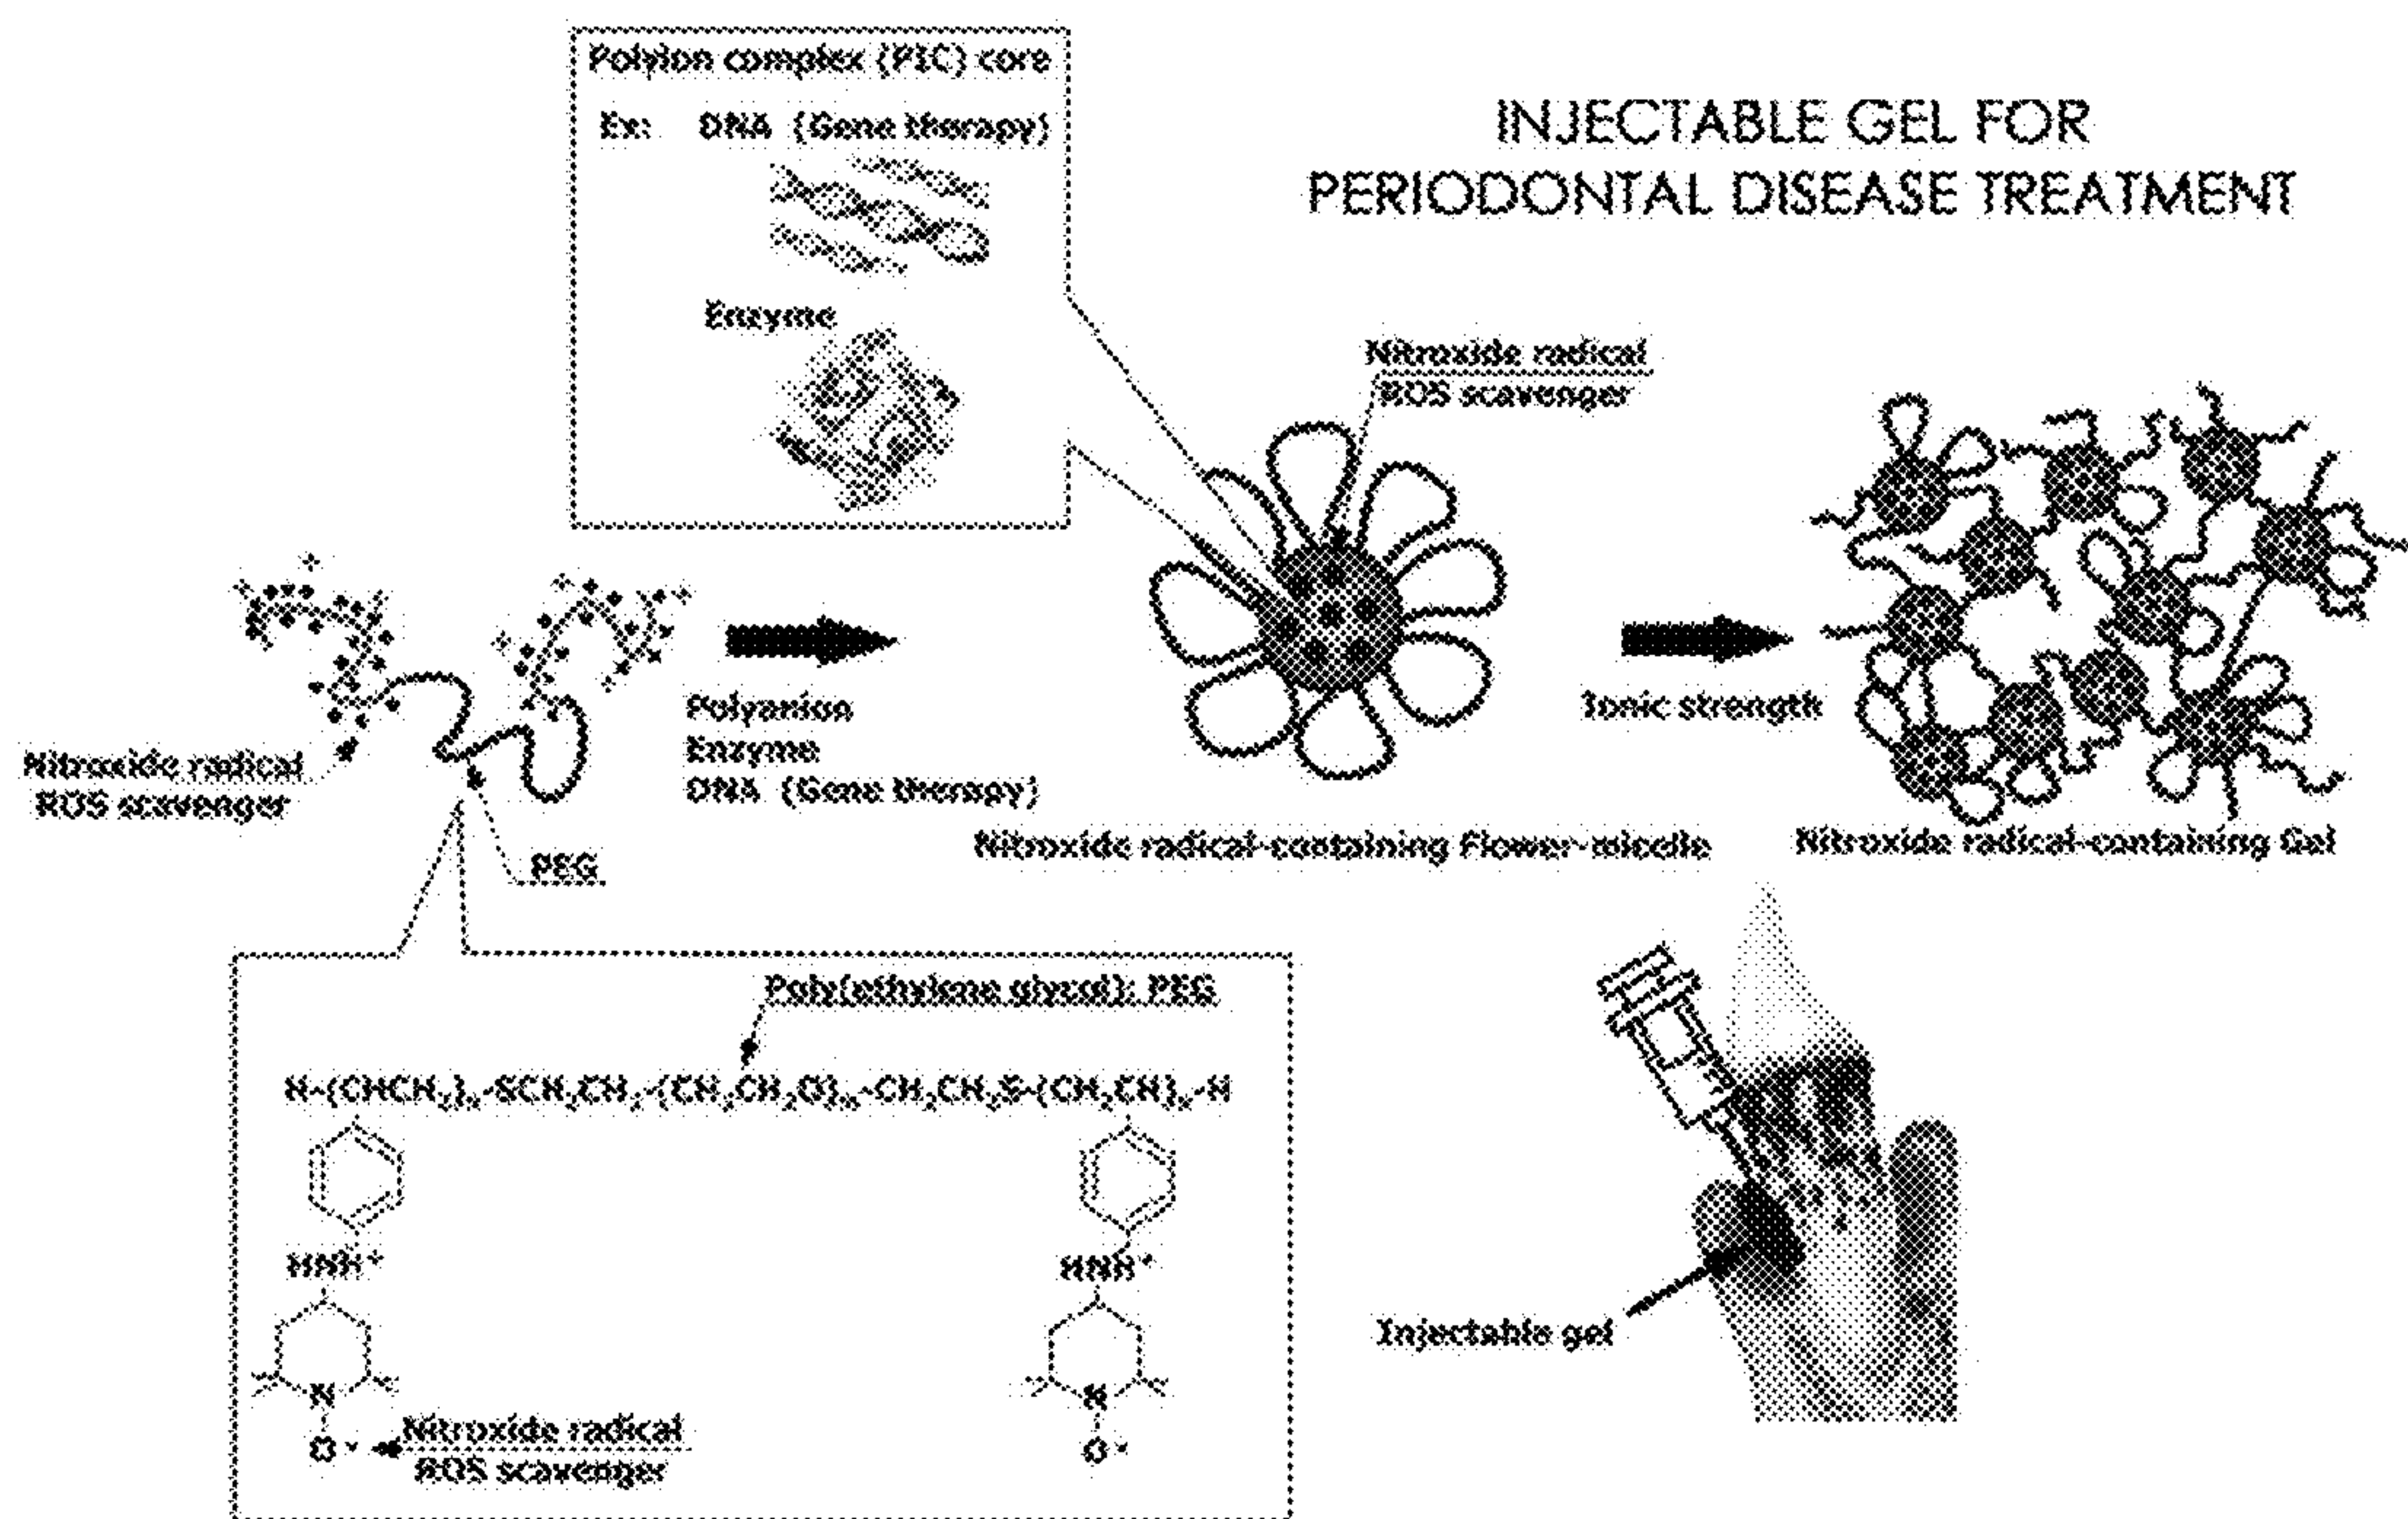 Polyion complex (PIC) core
Ex: DNA (Gene therapy)
Enzyme
INJECTABLE GEL FOR
PERIODONTAL DISEASE TREATMENT
Nitroxide radical
ROS scavenger
Nitroxide radical
ROS scavenger
PEG
Polyanion
Enzyme
DNA (Gene therapy)
Ionic strength
Nitroxide radical-containing Flower-micelle
Nitroxide radical-containing Gel
Poly(ethylene glycol): PEG
HNH⁺
HNH⁺
N
N
O•
O•
Nitroxide radical
ROS scavenger
Injectable gel